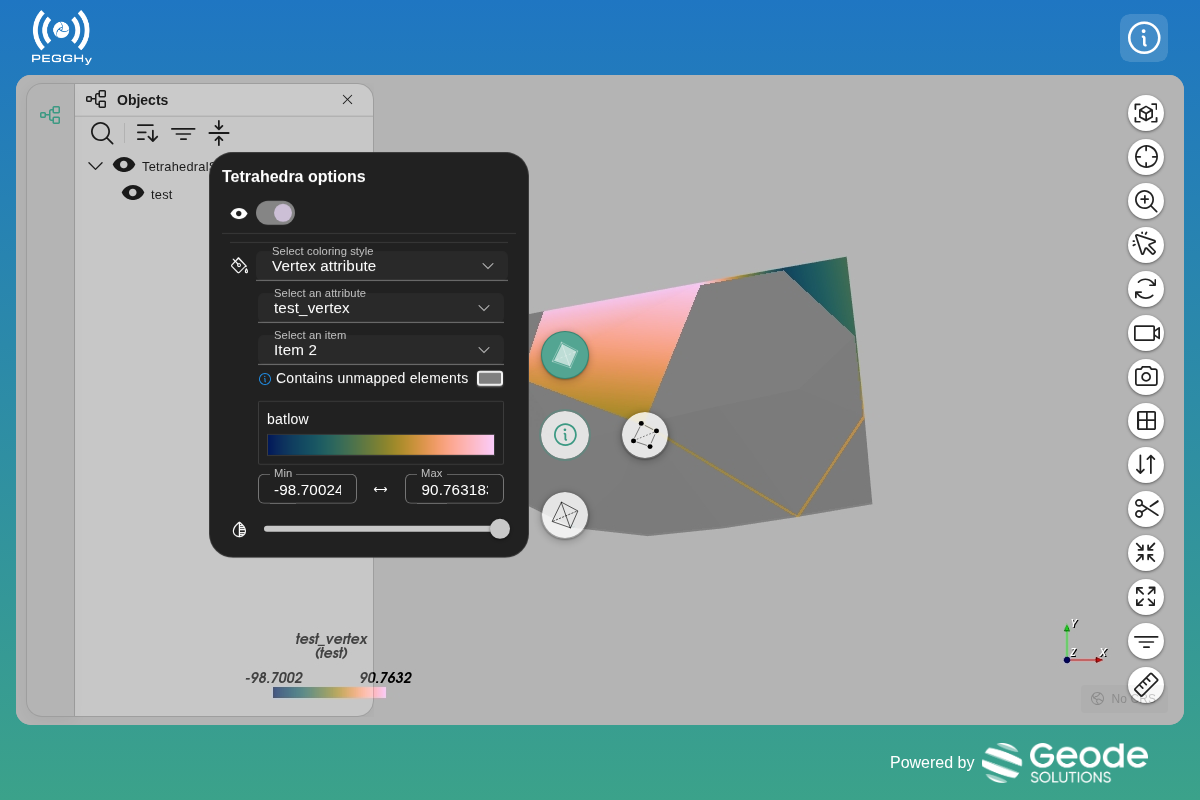 PEGGHy
Objects
Tetrahedral
test
Tetrahedra options
Select coloring style
Vertex attribute
Select an attribute
test_vertex
Select an item
Item 2
Contains unmapped elements
batlow
Min
-98.70024
Max
90.763183
test_vertex
(test)
-98.7002
90.7632
Y
Z
X
No CRS
Powered by
Geode
SOLUTIONS